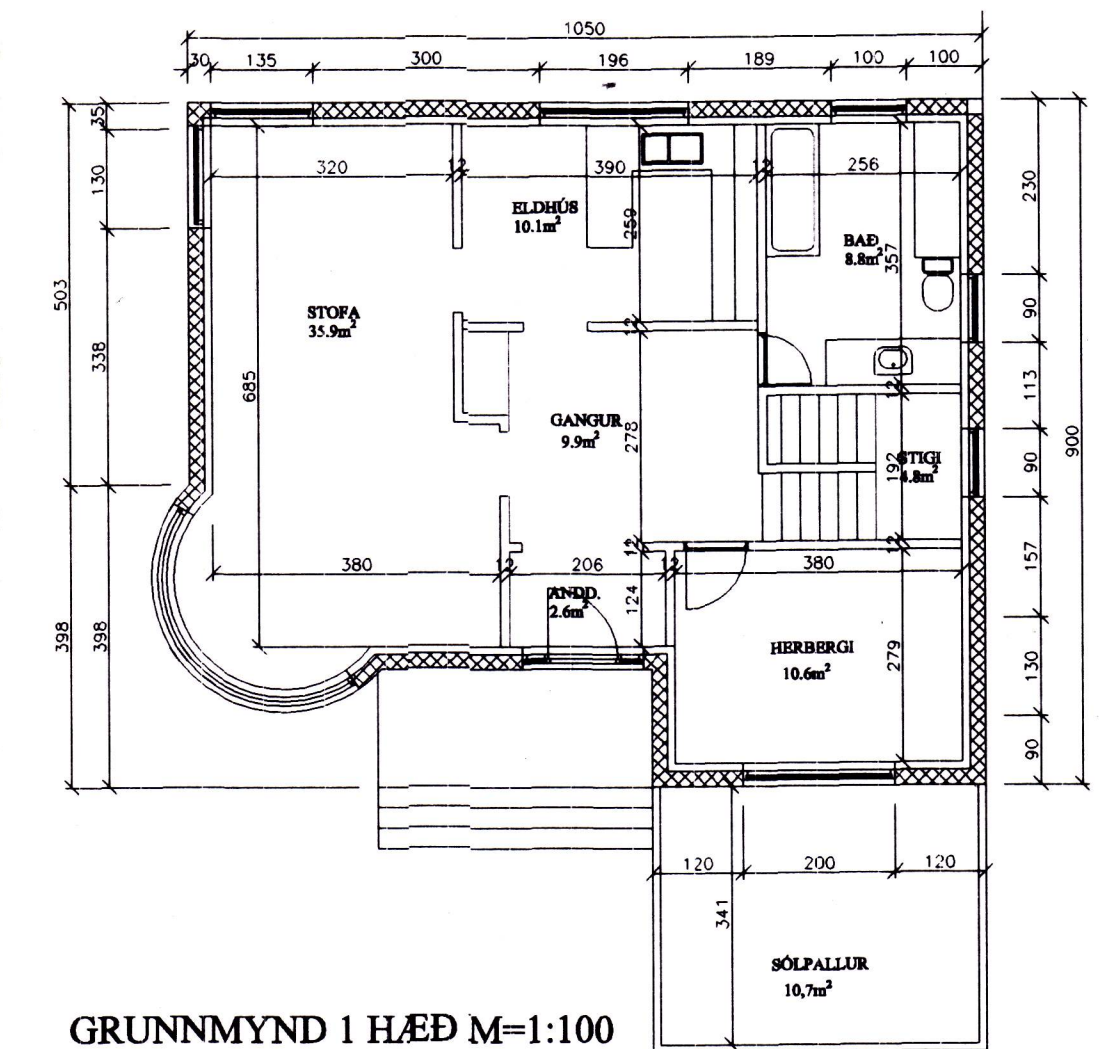 1050
30 135 300 196 189 100 100
35
130
338
503
398
398
320 12 390 12 256
ELDHÚS
10.1m²
259
BAÐ
8.8m²
357
230
90
113
90
157
130
90
900
STOFA
35.9m²
685
12
12
GANGUR
9.9m²
278
STIGI
4.8m²
192
12
12
380 12 206 12 380
ANDD.
2.6m²
124
HERBERGI
10.6m²
279
120 200 120
341
SÓLPALLUR
10,7m²
GRUNNMYND 1 HÆÐ M=1:100